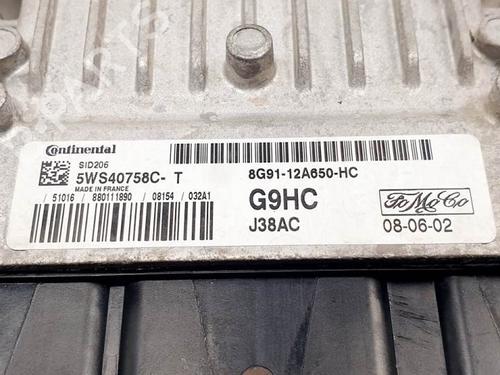 Continental
SID206
5WS40758C- T
MADE IN FRANCE
/ 51016 / 880111890 / 08154 / 032A1
8G91-12A650-HC
G9HC
J38AC
FoMoCo
08-06-02